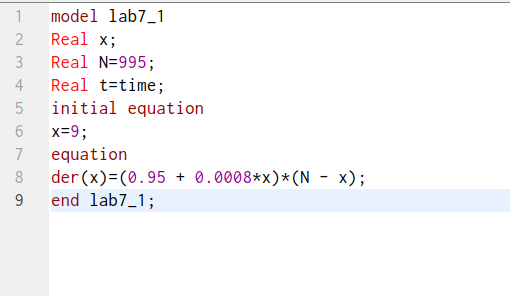 1 model lab7_1
2 Real x;
3 Real N=995;
4 Real t=time;
5 initial equation
6 x=9;
7 equation
8 der(x)=(0.95 + 0.0008*x)*(N - x);
9 end lab7_1;